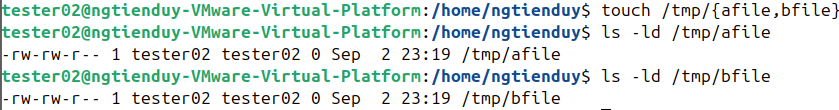 tester02@ngtienduy-VMware-Virtual-Platform:/home/ngtienduy$ touch /tmp/{afile,bfile}
tester02@ngtienduy-VMware-Virtual-Platform:/home/ngtienduy$ ls -ld /tmp/afile
-rw-rw-r-- 1 tester02 tester02 0 Sep  2 23:19 /tmp/afile
tester02@ngtienduy-VMware-Virtual-Platform:/home/ngtienduy$ ls -ld /tmp/bfile
-rw-rw-r-- 1 tester02 tester02 0 Sep  2 23:19 /tmp/bfile